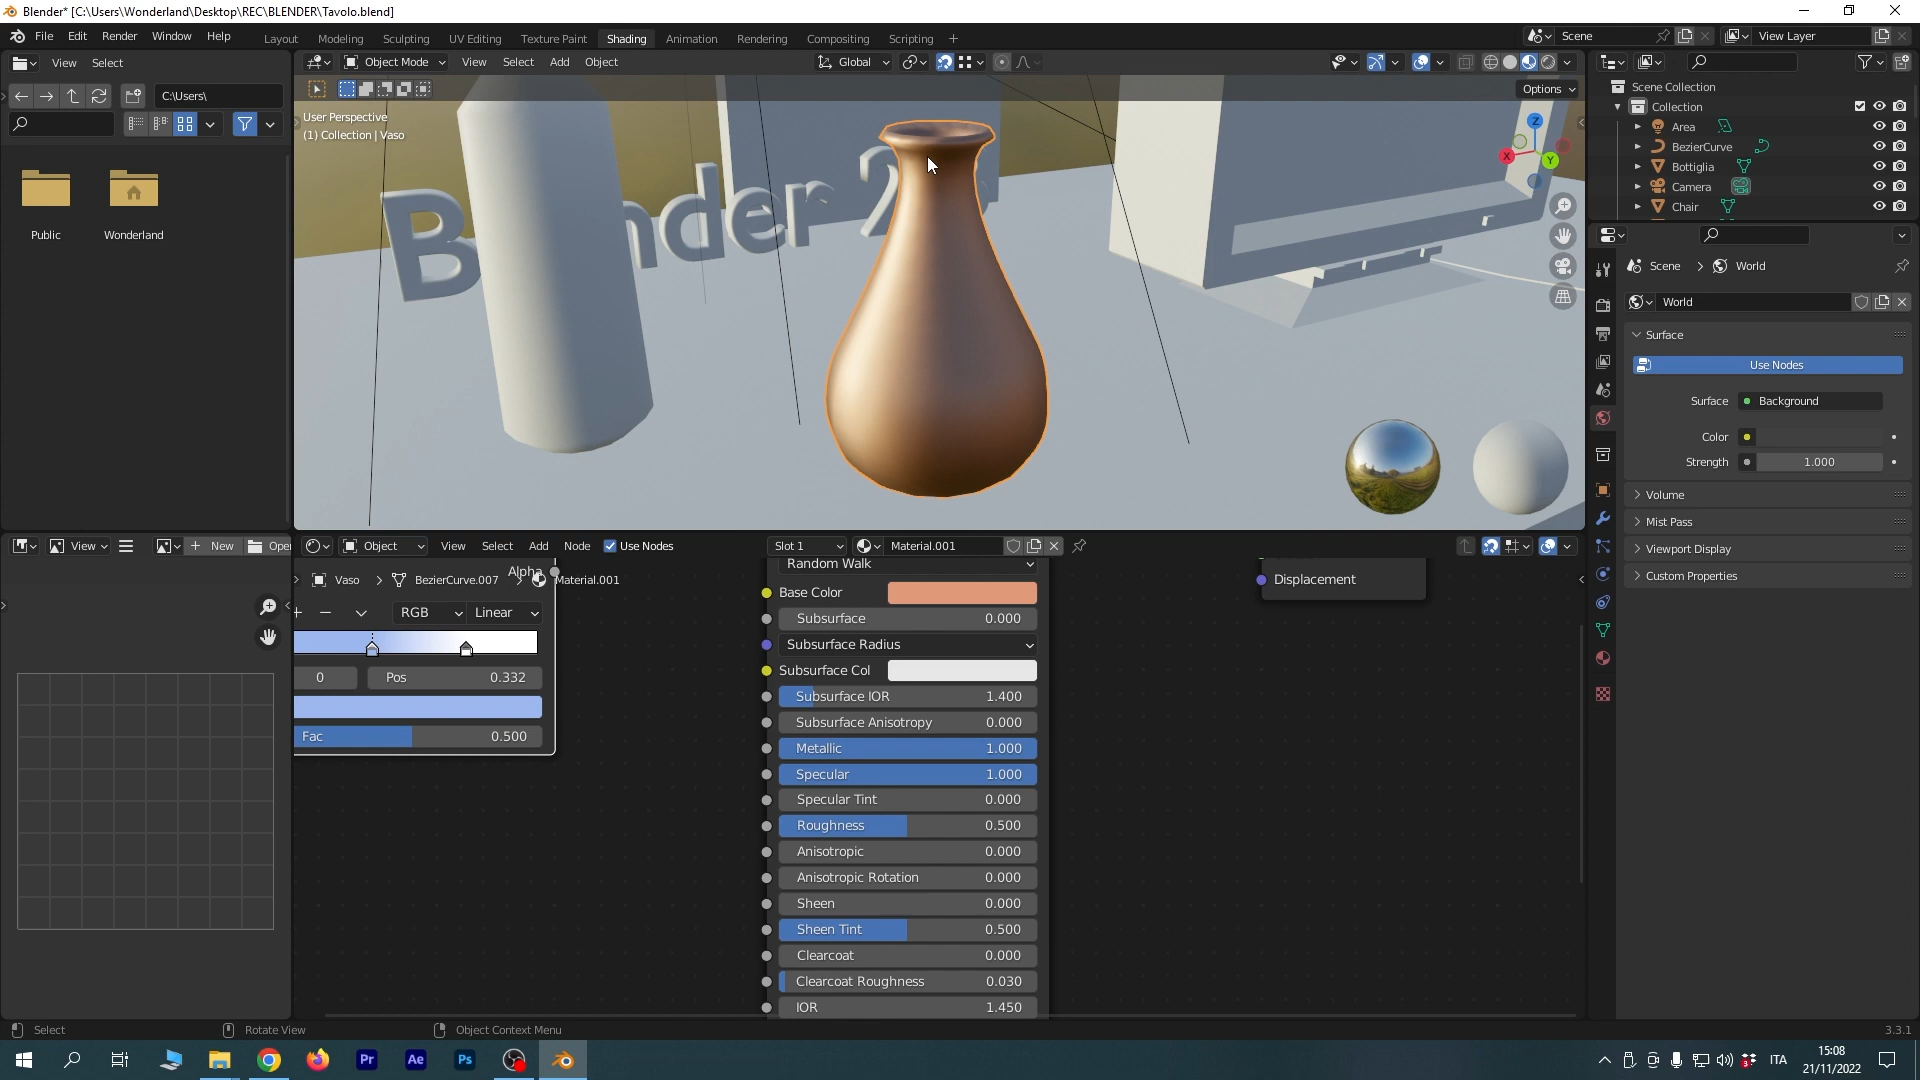 Blender* [C:\Users\Wonderland\Desktop\REC\BLENDER\Tavolo.blend]
File Edit Render Window Help
Layout Modeling Sculpting UV Editing Texture Paint Shading Animation Rendering Compositing Scripting +
Scene
View Layer
View Select
C:\Users\
Public
Wonderland
Object Mode View Select Add Object
Global
Options
User Perspective
(1) Collection | Vaso
Z
X
Y
Scene Collection
Collection
Area
BezierCurve
Bottiglia
Camera
Chair
Scene > World
World
Surface
Use Nodes
Surface Background
Color
Strength 1.000
Volume
Mist Pass
Viewport Display
Custom Properties
View
+ New
Open
Object View Select Add Node Use Nodes
Slot 1
Material.001
Vaso > BezierCurve.007 > Material.001
Alpha
RGB Linear
0 Pos 0.332
Fac 0.500
Random Walk
Base Color
Subsurface 0.000
Subsurface Radius
Subsurface Col
Subsurface IOR 1.400
Subsurface Anisotropy 0.000
Metallic 1.000
Specular 1.000
Specular Tint 0.000
Roughness 0.500
Anisotropic 0.000
Anisotropic Rotation 0.000
Sheen 0.000
Sheen Tint 0.500
Clearcoat 0.000
Clearcoat Roughness 0.030
IOR 1.450
Displacement
Select
Rotate View
Object Context Menu
3.3.1
Pr
Ae
Ps
3
ITA
15:08
21/11/2022